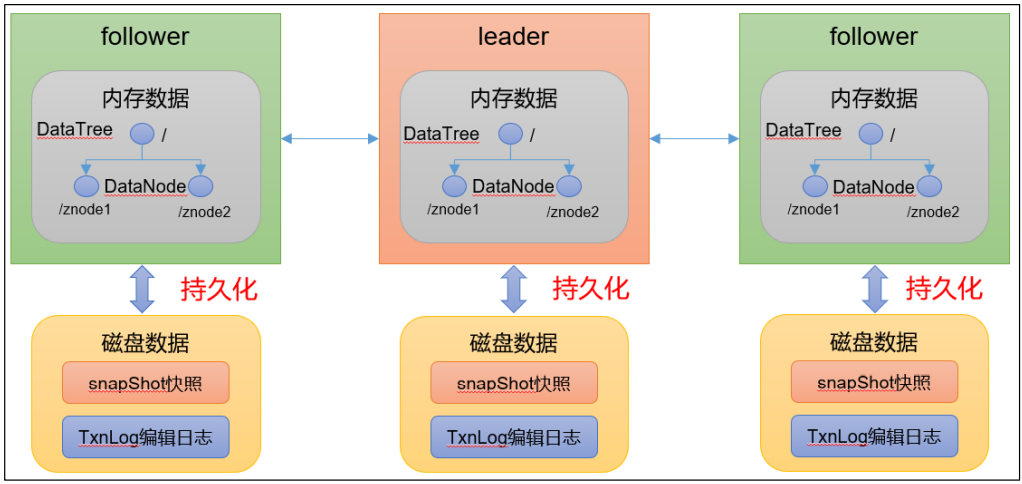 follower
内存数据
DataTree
/
DataNode
/znode1
/znode2
持久化
磁盘数据
snapShot快照
TxnLog编辑日志
leader
内存数据
DataTree
/
DataNode
/znode1
/znode2
持久化
磁盘数据
snapShot快照
TxnLog编辑日志
follower
内存数据
DataTree
/
DataNode
/znode1
/znode2
持久化
磁盘数据
snapShot快照
TxnLog编辑日志